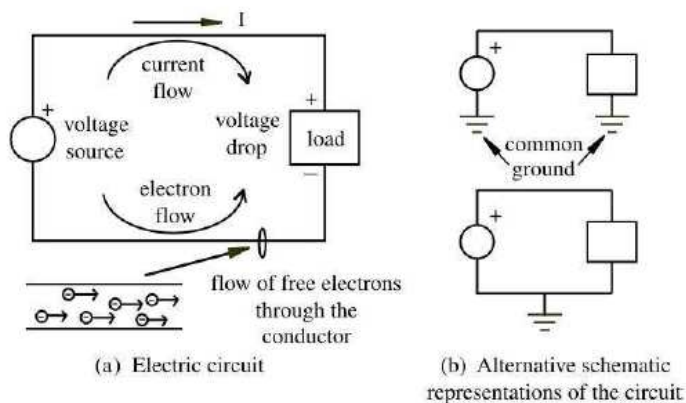 I
current
flow
+
voltage
source
voltage
drop
+
load
−
electron
flow
flow of free electrons
through the
conductor
− − − −
− − −
(a) Electric circuit
+
common
ground
+
(b) Alternative schematic
representations of the circuit